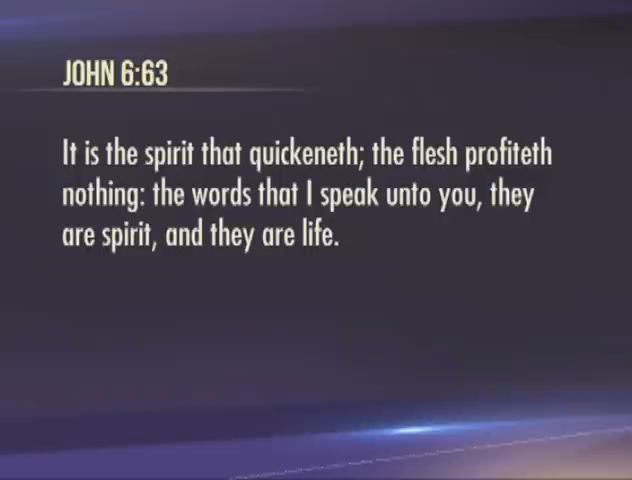 JOHN 6:63
It is the spirit that quickeneth; the flesh profiteth
nothing: the words that I speak unto you, they
are spirit, and they are life.